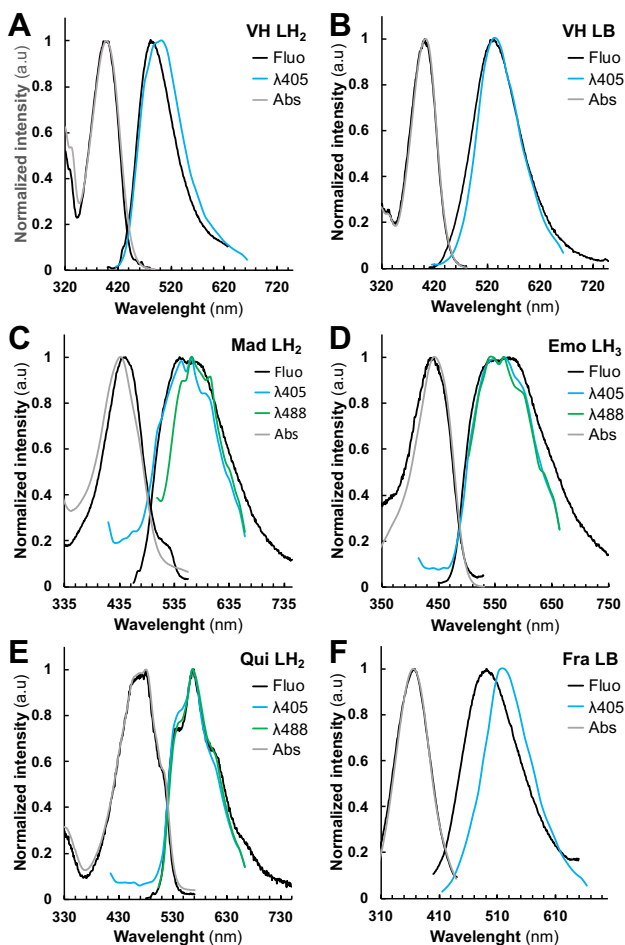 A
VH LH2
Normalized intensity (a.u)
1
0.8
0.6
0.4
0.2
0
320 420 520 620 720
Wavelenght (nm)
Fluo
λ405
Abs
B
VH LB
Normalized intensity (a.u)
1
0.8
0.6
0.4
0.2
0
320 420 520 620 720
Wavelenght (nm)
Fluo
λ405
Abs
C
Mad LH2
Normalized intensity (a.u)
1
0.8
0.6
0.4
0.2
0
335 435 535 635 735
Wavelenght (nm)
Fluo
λ405
λ488
Abs
D
Emo LH3
Normalized intensity (a.u)
1
0.8
0.6
0.4
0.2
0
350 450 550 650 750
Wavelenght (nm)
Fluo
λ405
λ488
Abs
E
Qui LH2
Normalized intensity (a.u)
1
0.8
0.6
0.4
0.2
0
330 430 530 630 730
Wavelenght (nm)
Fluo
λ405
λ488
Abs
F
Fra LB
Normalized intensity (a.u)
1
0.8
0.6
0.4
0.2
0
310 410 510 610
Wavelenght (nm)
Fluo
λ405
Abs